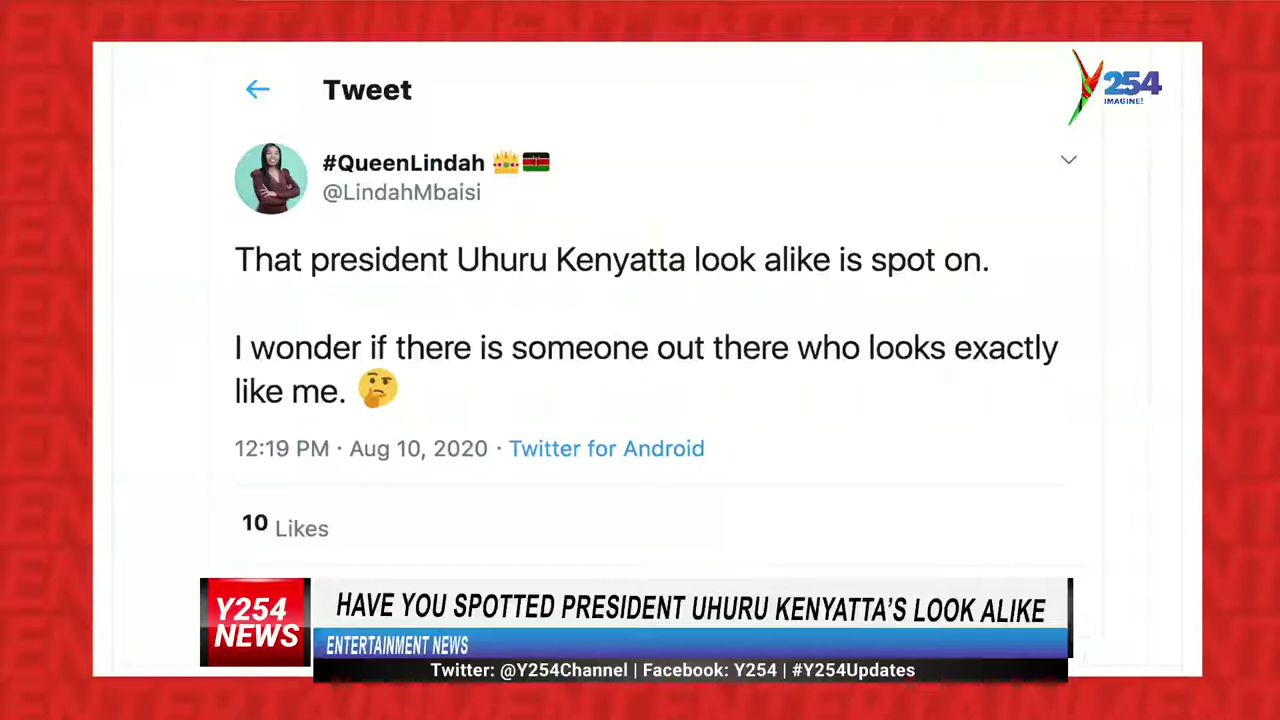 Tweet
254
IMAGINE!
#QueenLindah 👑🇰🇪
@LindahMbaisi
That president Uhuru Kenyatta look alike is spot on.
I wonder if there is someone out there who looks exactly
like me. 🤔
12:19 PM · Aug 10, 2020 · Twitter for Android
10 Likes
Y254
NEWS
HAVE YOU SPOTTED PRESIDENT UHURU KENYATTA'S LOOK ALIKE
ENTERTAINMENT NEWS
Twitter: @Y254Channel | Facebook: Y254 | #Y254Updates